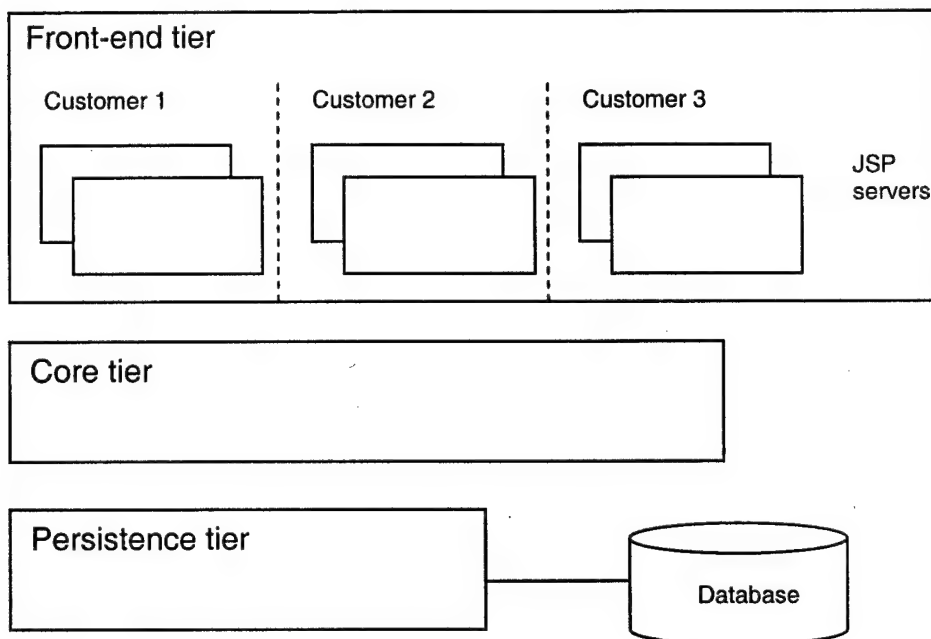 Front-end tier
Customer 1
Customer 2
Customer 3
JSP
servers
Core tier
Persistence tier
Database